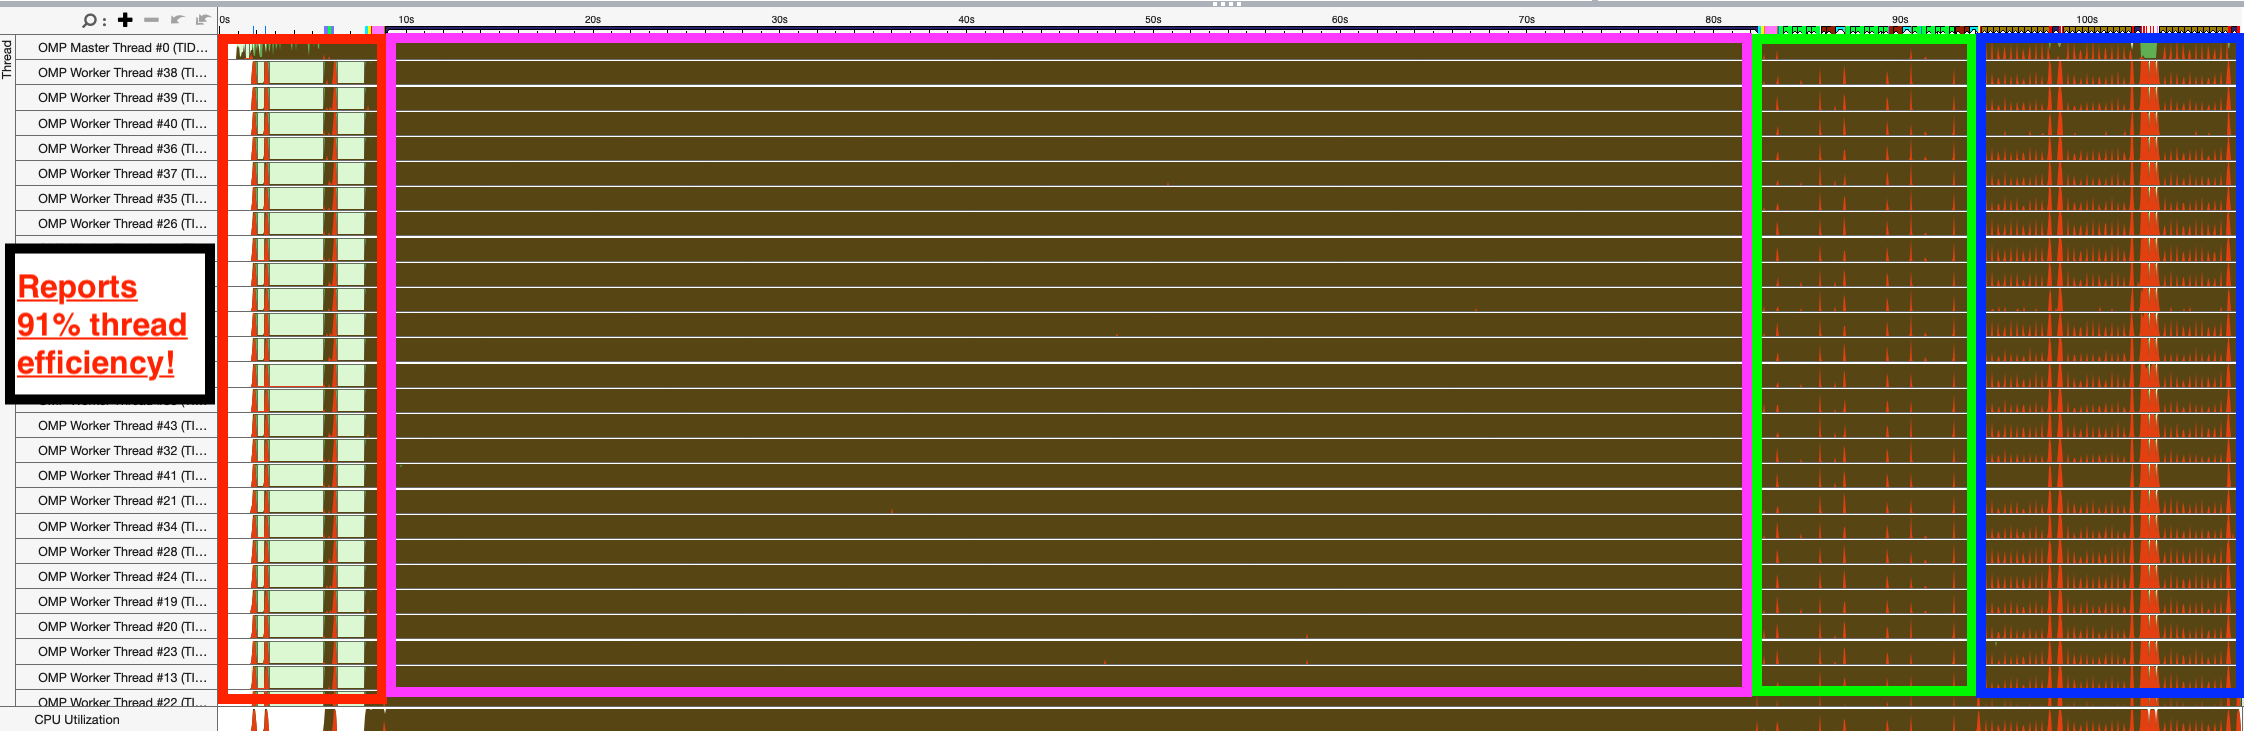 0s 10s 20s 30s 40s 50s 60s 70s 80s 90s 100s
Thread
OMP Master Thread #0 (TID...
OMP Worker Thread #38 (TI...
OMP Worker Thread #39 (TI...
OMP Worker Thread #40 (TI...
OMP Worker Thread #36 (TI...
OMP Worker Thread #37 (TI...
OMP Worker Thread #35 (TI...
OMP Worker Thread #26 (TI...
Reports
91% thread
efficiency!
OMP Worker Thread #43 (TI...
OMP Worker Thread #32 (TI...
OMP Worker Thread #41 (TI...
OMP Worker Thread #21 (TI...
OMP Worker Thread #34 (TI...
OMP Worker Thread #28 (TI...
OMP Worker Thread #24 (TI...
OMP Worker Thread #19 (TI...
OMP Worker Thread #20 (TI...
OMP Worker Thread #23 (TI...
OMP Worker Thread #13 (TI...
OMP Worker Thread #22 (TI...
CPU Utilization